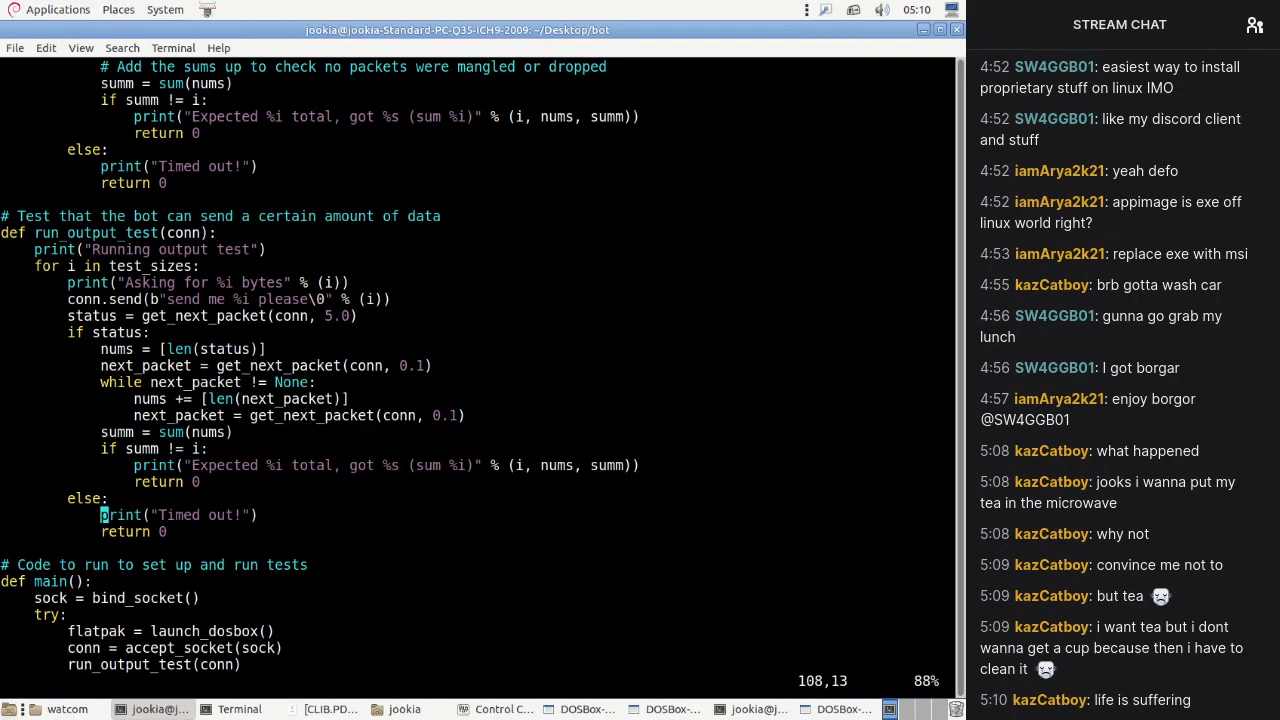 Applications Places System 05:10
jookia@jookia-Standard-PC-Q35-ICH9-2009: ~/Desktop/bot
File Edit View Search Terminal Help
# Add the sums up to check no packets were mangled or dropped
summ = sum(nums)
if summ != i:
print("Expected %i total, got %s (sum %i)" % (i, nums, summ))
return 0
else:
print("Timed out!")
return 0
# Test that the bot can send a certain amount of data
def run_output_test(conn):
print("Running output test")
for i in test_sizes:
print("Asking for %i bytes" % (i))
conn.send(b"send me %i please\0" % (i))
status = get_next_packet(conn, 5.0)
if status:
nums = [len(status)]
next_packet = get_next_packet(conn, 0.1)
while next_packet != None:
nums += [len(next_packet)]
next_packet = get_next_packet(conn, 0.1)
summ = sum(nums)
if summ != i:
print("Expected %i total, got %s (sum %i)" % (i, nums, summ))
return 0
else:
print("Timed out!")
return 0
# Code to run to set up and run tests
def main():
sock = bind_socket()
try:
flatpak = launch_dosbox()
conn = accept_socket(sock)
run_output_test(conn)
108,13 88%
watcom jookia@j... Terminal [CLIB.PD... jookia Control C... DOSBox-... DOSBox-... jookia@j... DOSBox-...
STREAM CHAT
4:52 SW4GGB01: easiest way to install
proprietary stuff on linux IMO
4:52 SW4GGB01: like my discord client
and stuff
4:52 iamArya2k21: yeah defo
4:52 iamArya2k21: appimage is exe off
linux world right?
4:53 iamArya2k21: replace exe with msi
4:55 kazCatboy: brb gotta wash car
4:56 SW4GGB01: gunna go grab my
lunch
4:56 SW4GGB01: I got borgar
4:57 iamArya2k21: enjoy borgor
@SW4GGB01
5:08 kazCatboy: what happened
5:08 kazCatboy: jooks i wanna put my
tea in the microwave
5:08 kazCatboy: why not
5:09 kazCatboy: convince me not to
5:09 kazCatboy: but tea
5:09 kazCatboy: i want tea but i dont
wanna get a cup because then i have to
clean it
5:10 kazCatboy: life is suffering